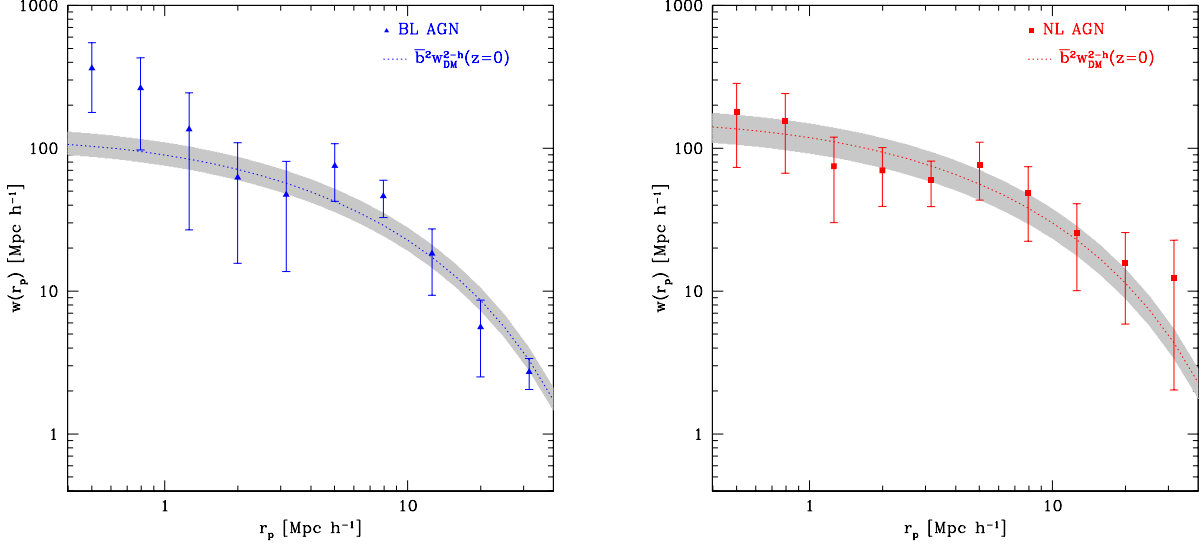 1000
100
10
1
w(r_p) [Mpc h⁻¹]
1
10
r_p [Mpc h⁻¹]
BL AGN
b̅²w_DM^2-h(z=0)
1000
100
10
1
w(r_p) [Mpc h⁻¹]
1
10
r_p [Mpc h⁻¹]
NL AGN
b̅²w_DM^2-h(z=0)